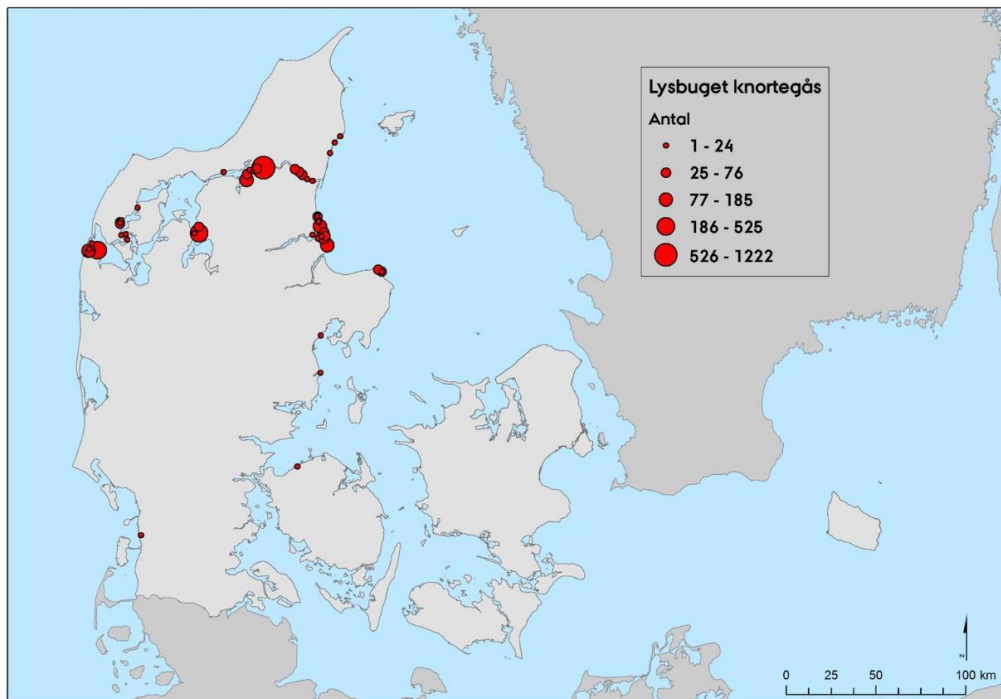 Lysbuget knortegås
Antal
1 - 24
25 - 76
77 - 185
186 - 525
526 - 1222
N
0 25 50 100 km